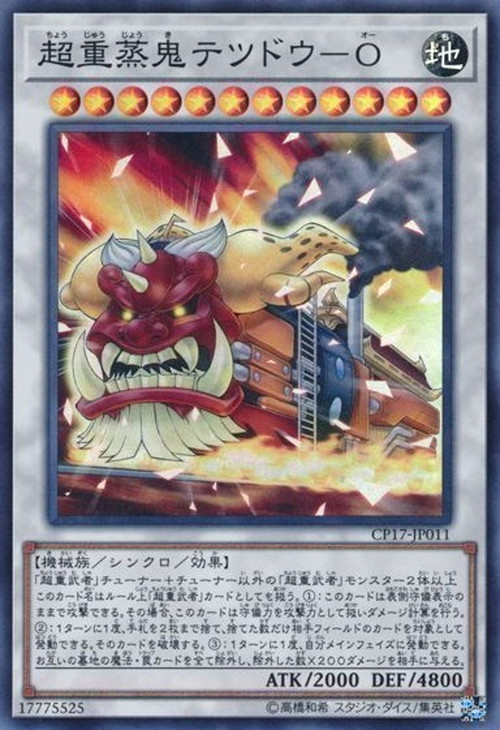 超重蒸鬼テツドウ－O
地
CP17-JP011
【機械族／シンクロ／効果】
「超重武者」チューナー＋チューナー以外の「超重武者」モンスター２体以上
このカード名はルール上「超重武者」カードとしても扱う。①：このカードは表側守備表示の
ままで攻撃できる。その場合、このカードは守備力を攻撃力として扱いダメージ計算を行う。
②：１ターンに１度、手札を２枚まで捨て、捨てた数だけ相手フィールドのカードを対象として
発動できる。そのカードを破壊する。③：１ターンに１度、自分メインフェイズに発動できる。
お互いの墓地の魔法・罠カードを全て除外し、除外した数×２００ダメージを相手に与える。
ATK/2000 DEF/4800
17775525
©高橋和希 スタジオ・ダイス/集英社